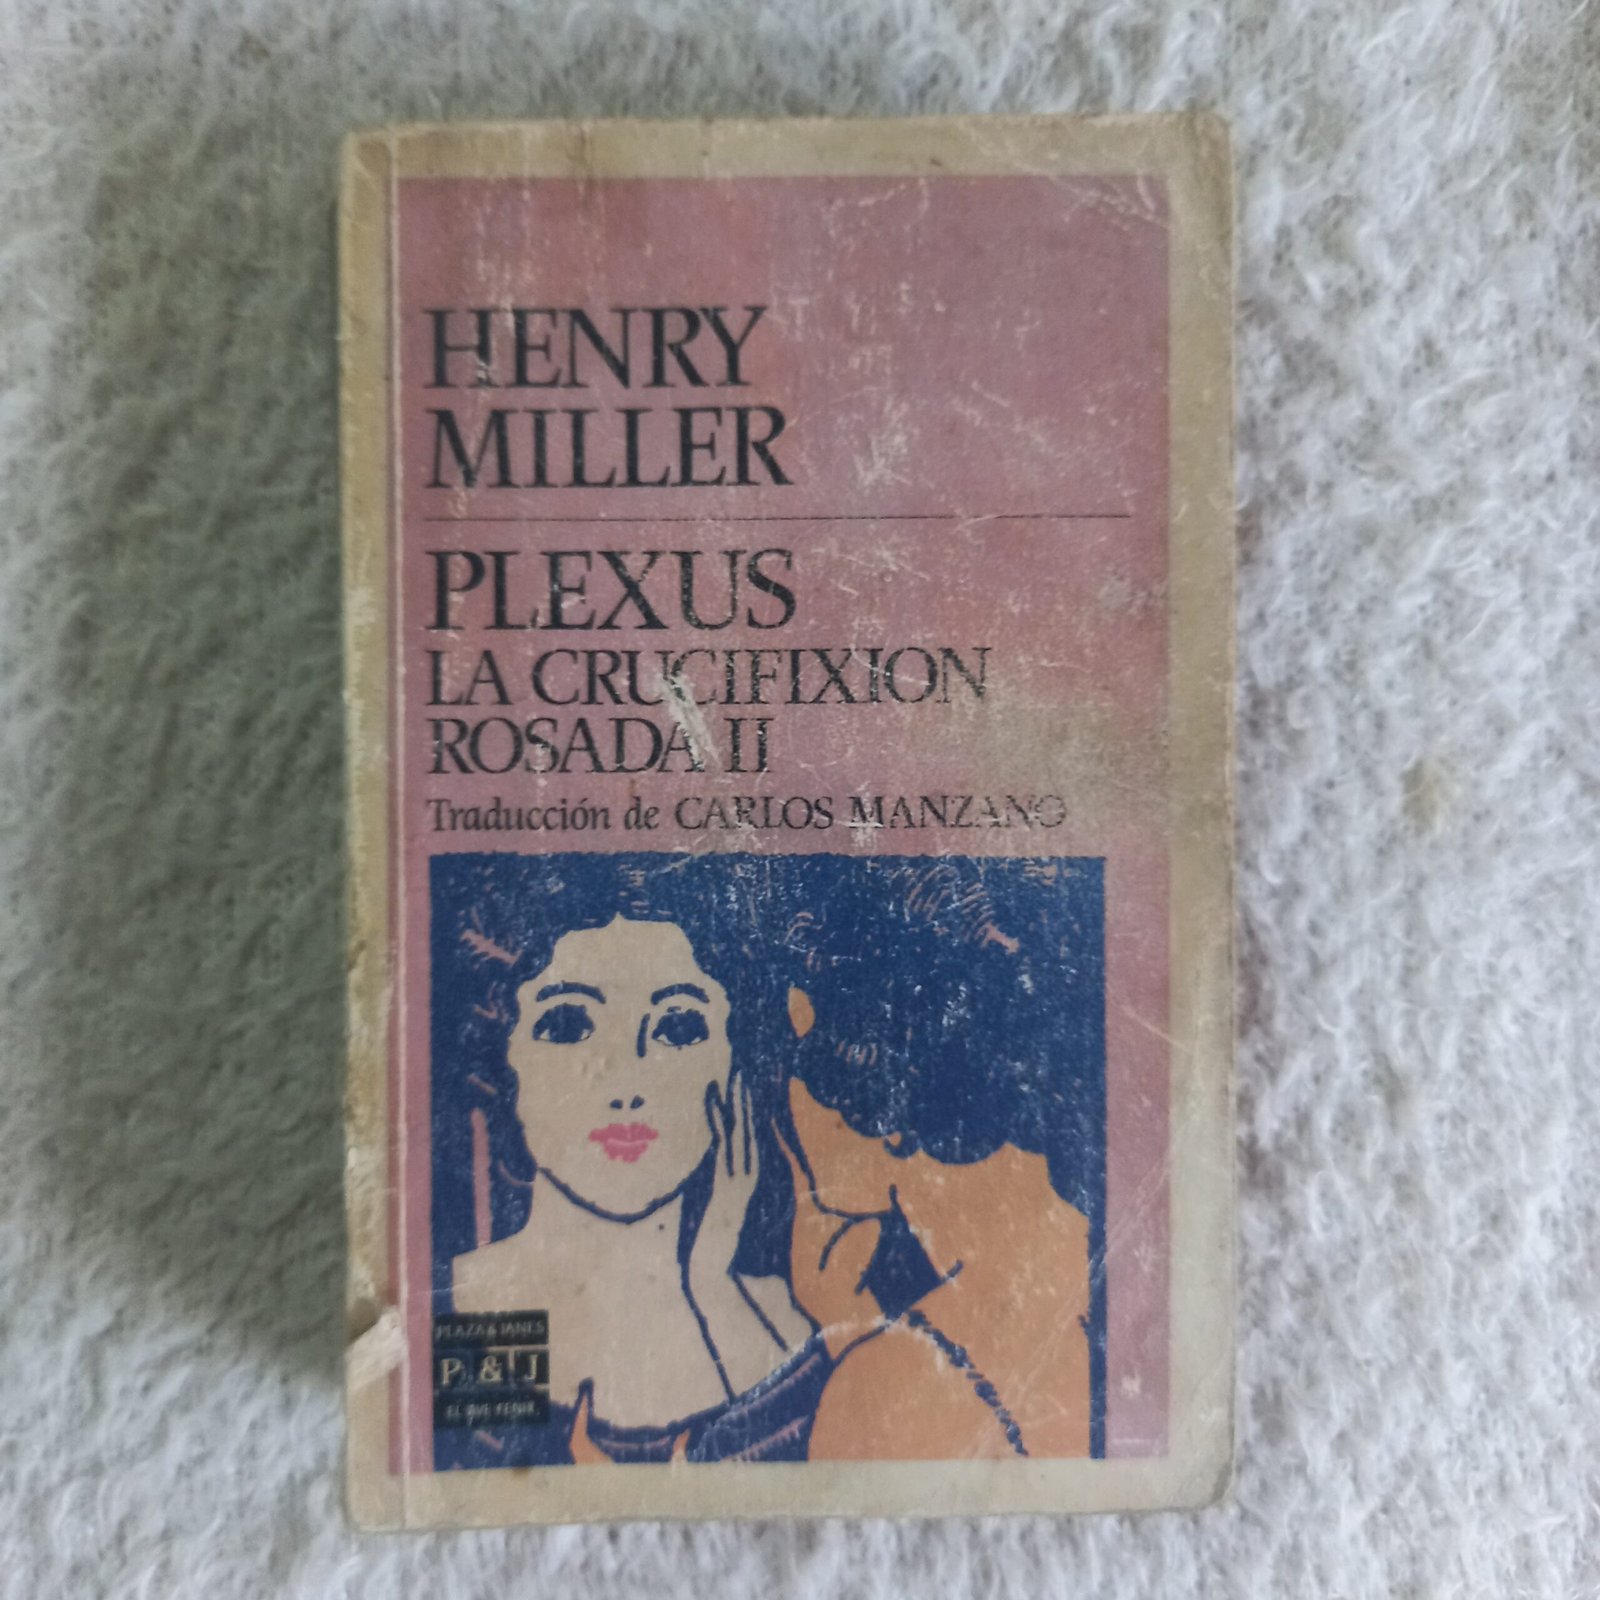 HENRY
MILLER
PLEXUS
LA CRUCIFIXION
ROSADA II
Traducción de CARLOS MANZANO
PLAZA & JANES
P & J
EL AVE FENIX